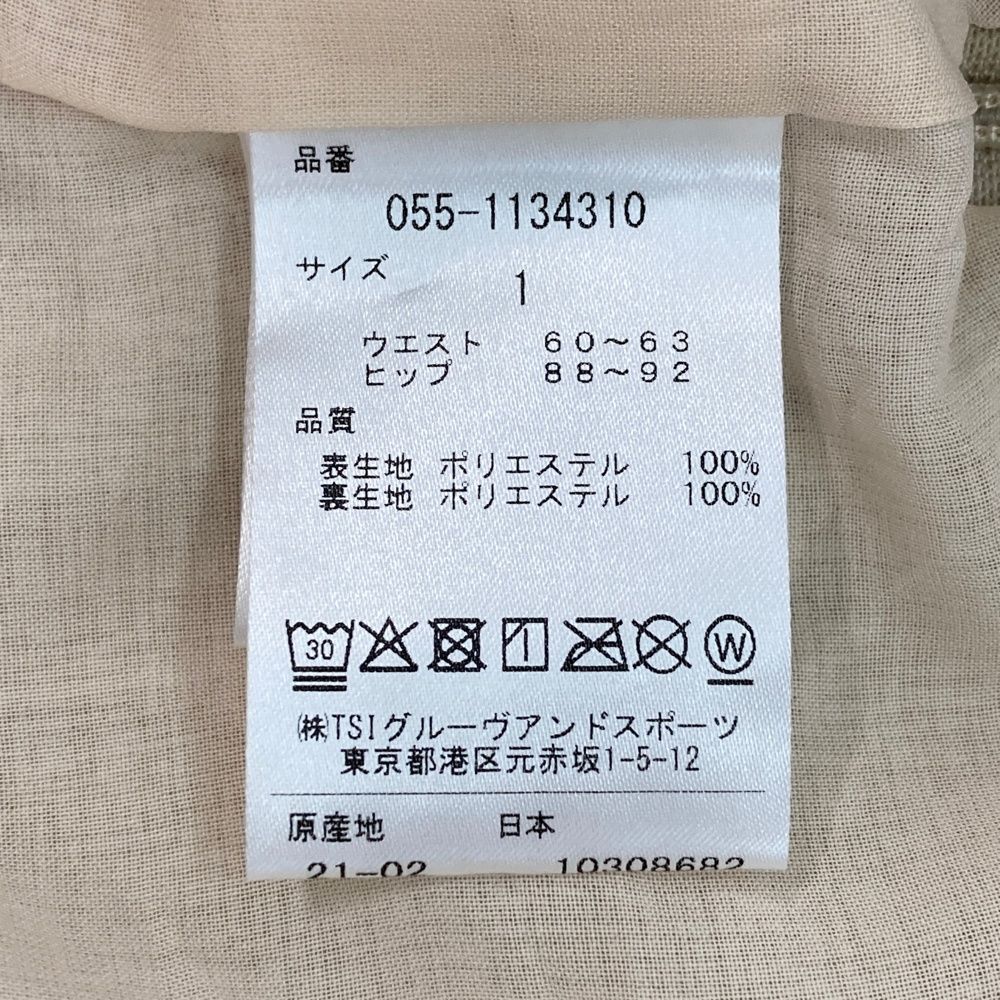 品番
055-1134310
サイズ
1
ウエスト 60～63
ヒップ 88～92
品質
表生地 ポリエステル 100%
裏生地 ポリエステル 100%
30 1 W
㈱TSIグルーヴアンドスポーツ
東京都港区元赤坂1-5-12
原産地 日本
21-02 10308682